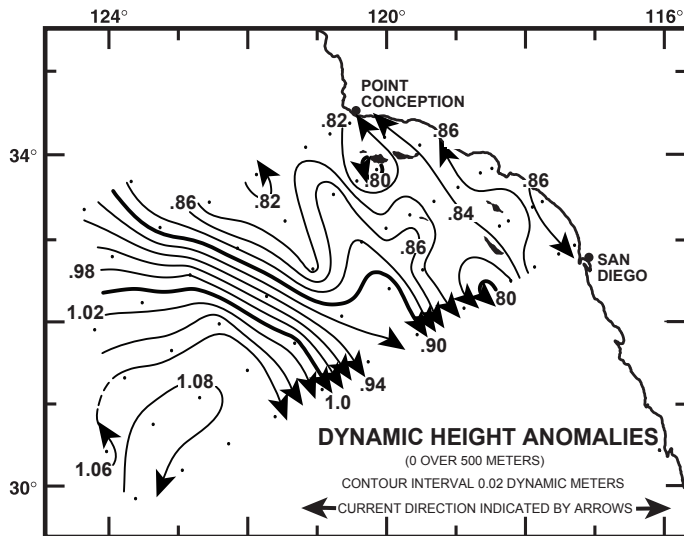 124° 120° 116°
POINT
CONCEPTION
.82 .86
34°
.80
.86
.82
.86
.84
.86
SAN
DIEGO
.98
80
1.02
.90
.94
1.08
1.0
DYNAMIC HEIGHT ANOMALIES
(0 OVER 500 METERS)
1.06
CONTOUR INTERVAL 0.02 DYNAMIC METERS
30°
CURRENT DIRECTION INDICATED BY ARROWS